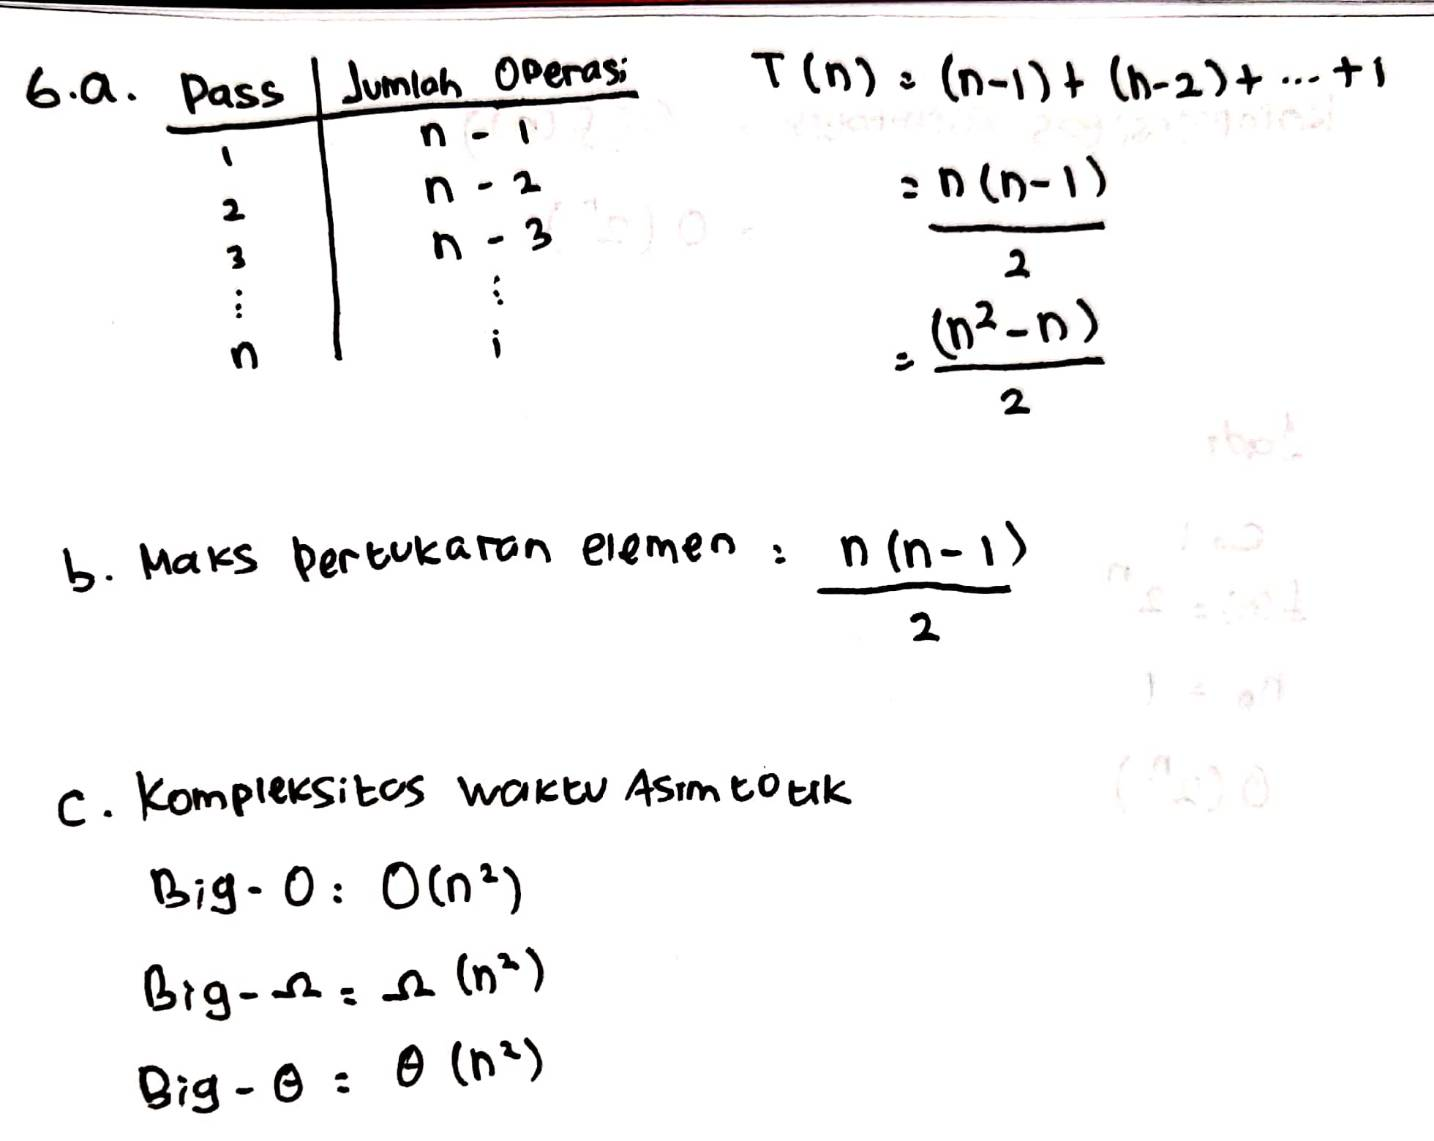 6.a. Pass | Jumlah Operasi
1 n - 1
2 n - 2
3 n - 3
⋮ ⋮
n i
T(n) = (n-1) + (n-2) + ... + 1
= n(n-1)
2
= (n²-n)
2
b. Maks pertukaran elemen : n(n-1)
2
c. Kompleksitas waktu Asimtotik
Big-O : O(n²)
Big-Ω = Ω (n²)
Big-θ = θ (n²)